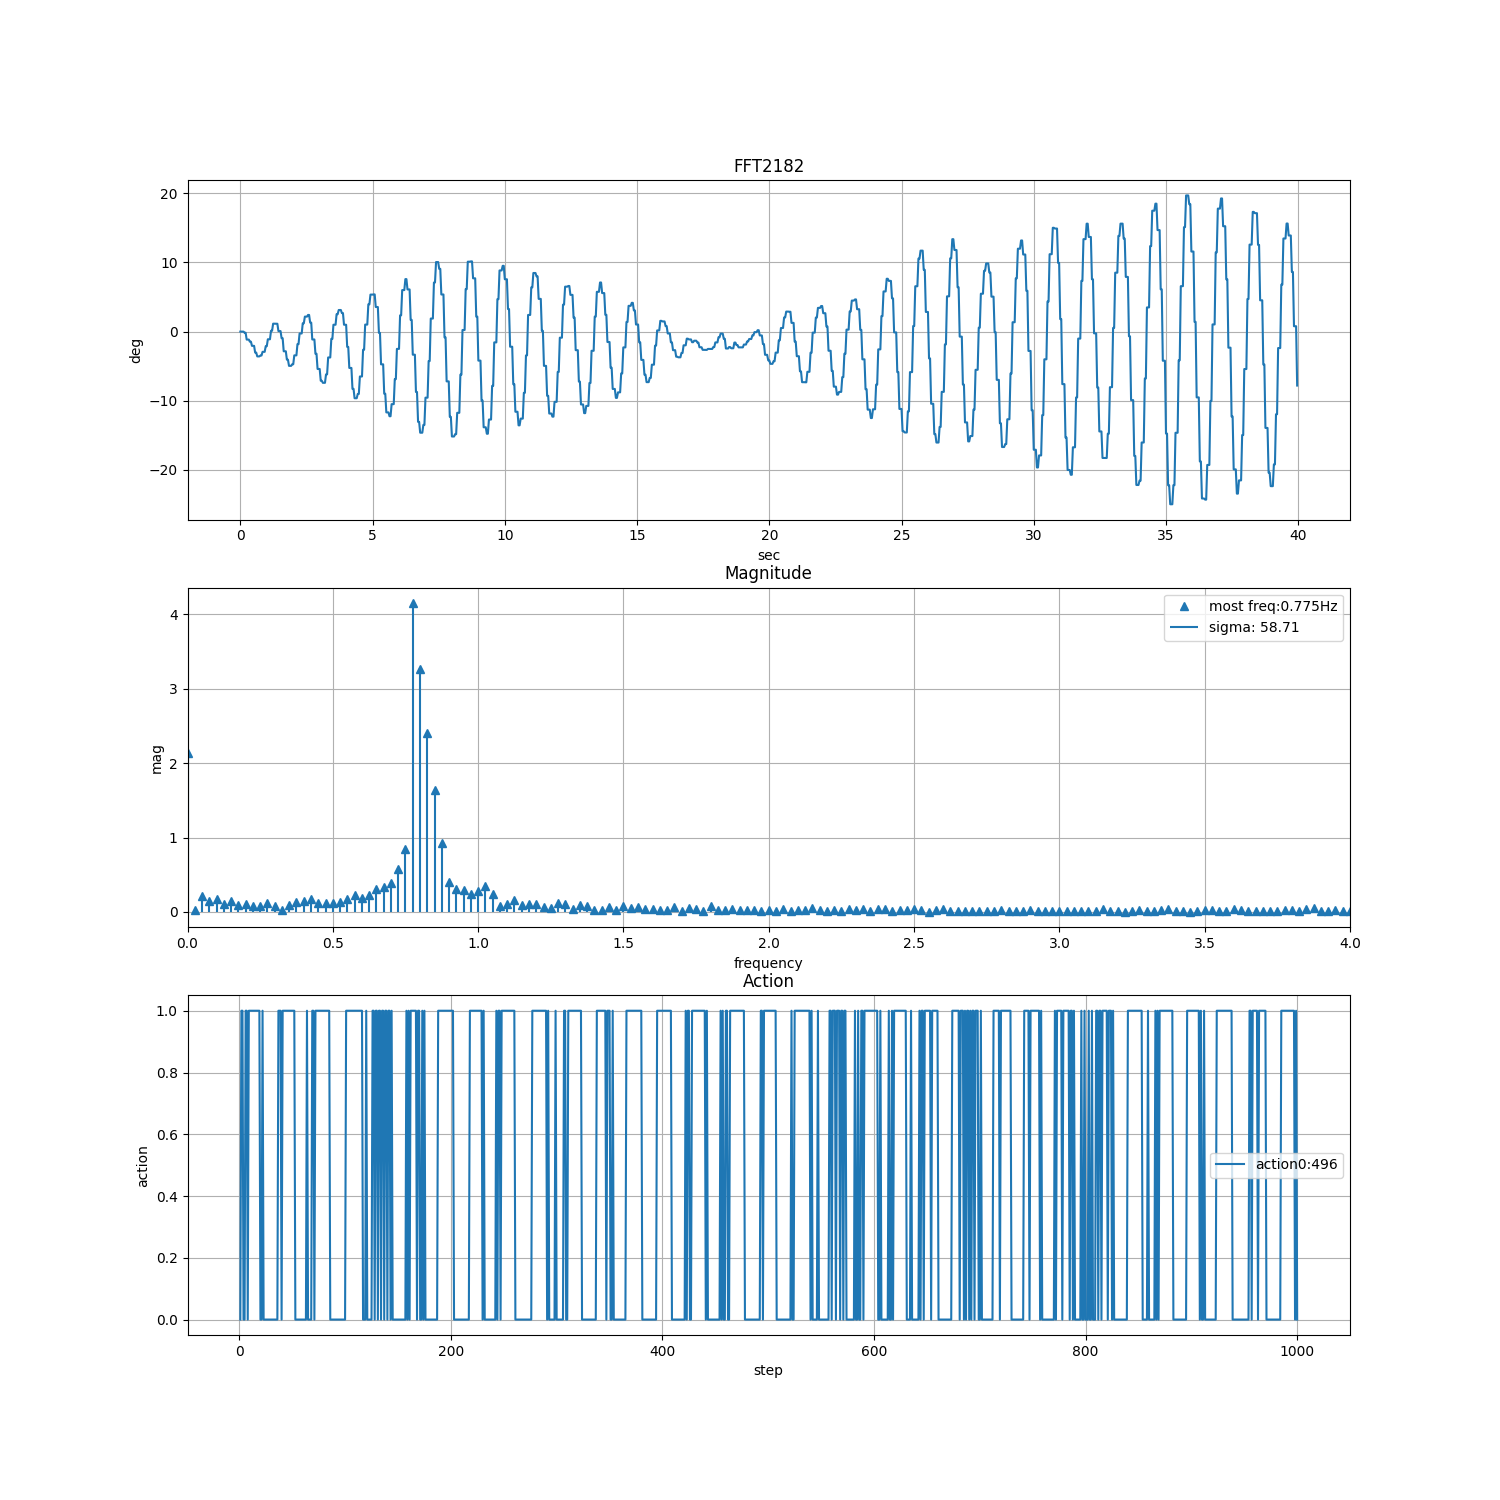 FFT2182
20
10
0
−10
−20
deg
0 5 10 15 20 25 30 35 40
sec
Magnitude
4
3
2
1
0
mag
most freq:0.775Hz
sigma: 58.71
0.0 0.5 1.0 1.5 2.0 2.5 3.0 3.5 4.0
frequency
Action
1.0
0.8
0.6
0.4
0.2
0.0
action
action0:496
0 200 400 600 800 1000
step